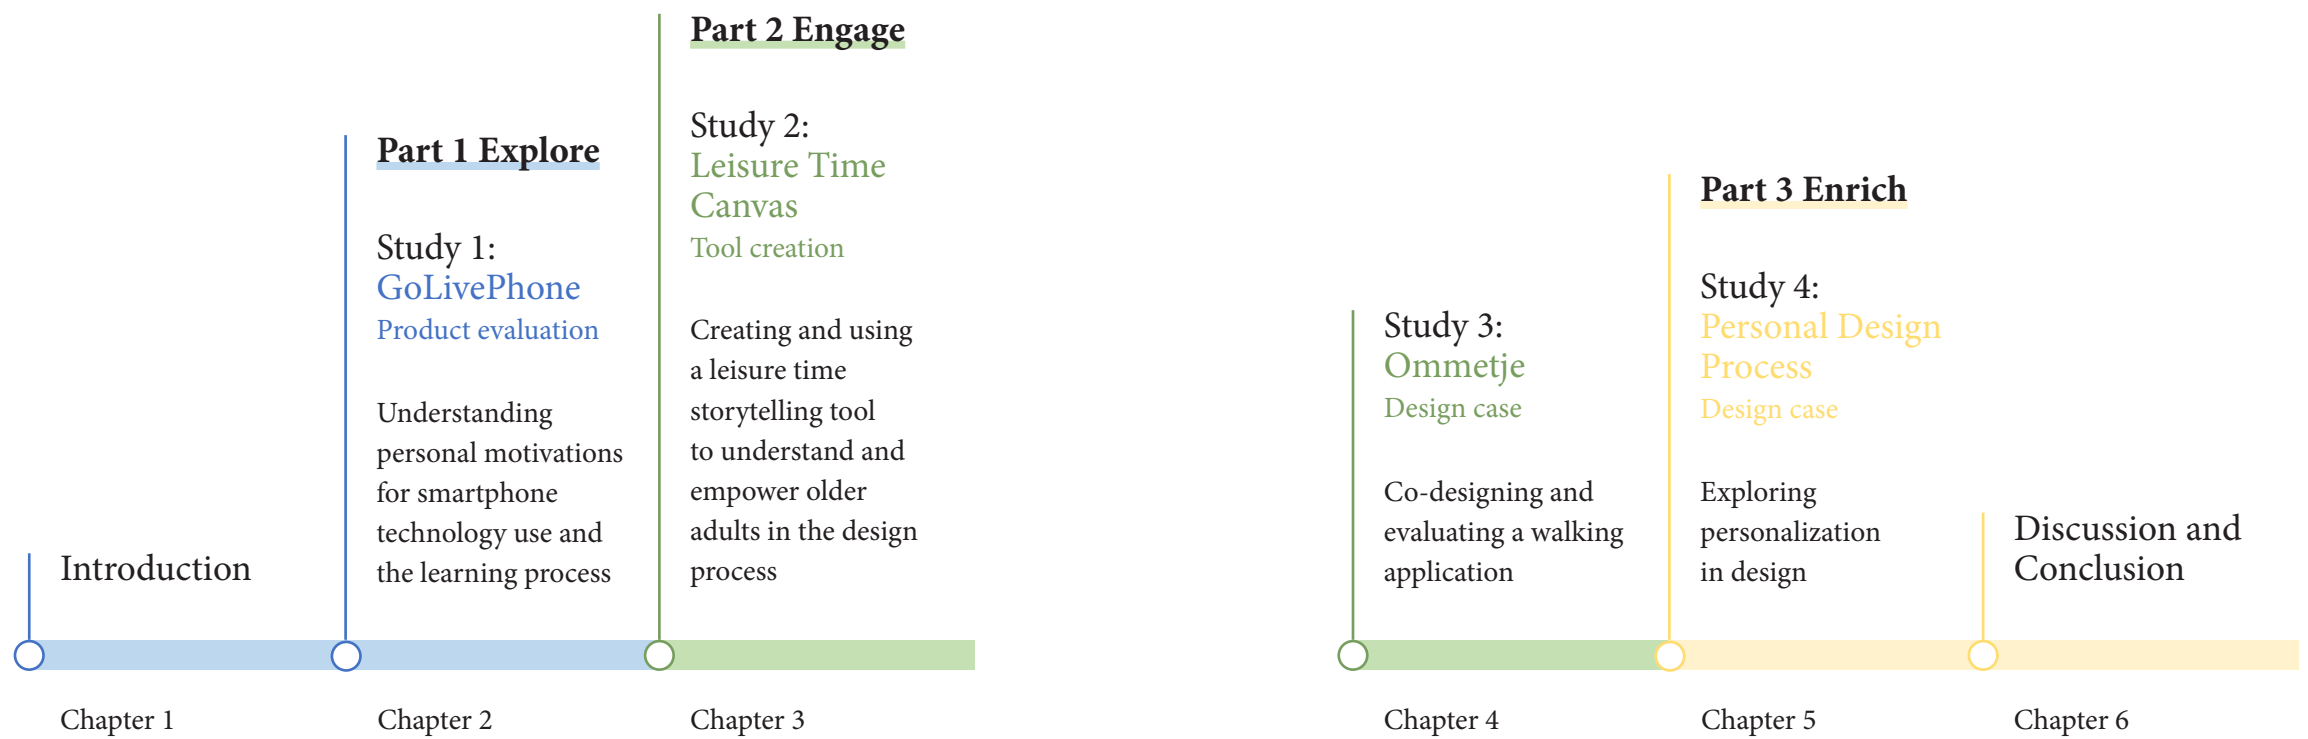 Introduction
Chapter 1
Part 1 Explore
Study 1:
GoLivePhone
Product evaluation
Understanding
personal motivations
for smartphone
technology use and
the learning process
Chapter 2
Part 2 Engage
Study 2:
Leisure Time
Canvas
Tool creation
Creating and using
a leisure time
storytelling tool
to understand and
empower older
adults in the design
process
Chapter 3
Study 3:
Ommetje
Design case
Co-designing and
evaluating a walking
application
Chapter 4
Part 3 Enrich
Study 4:
Personal Design
Process
Design case
Exploring
personalization
in design
Chapter 5
Discussion and
Conclusion
Chapter 6